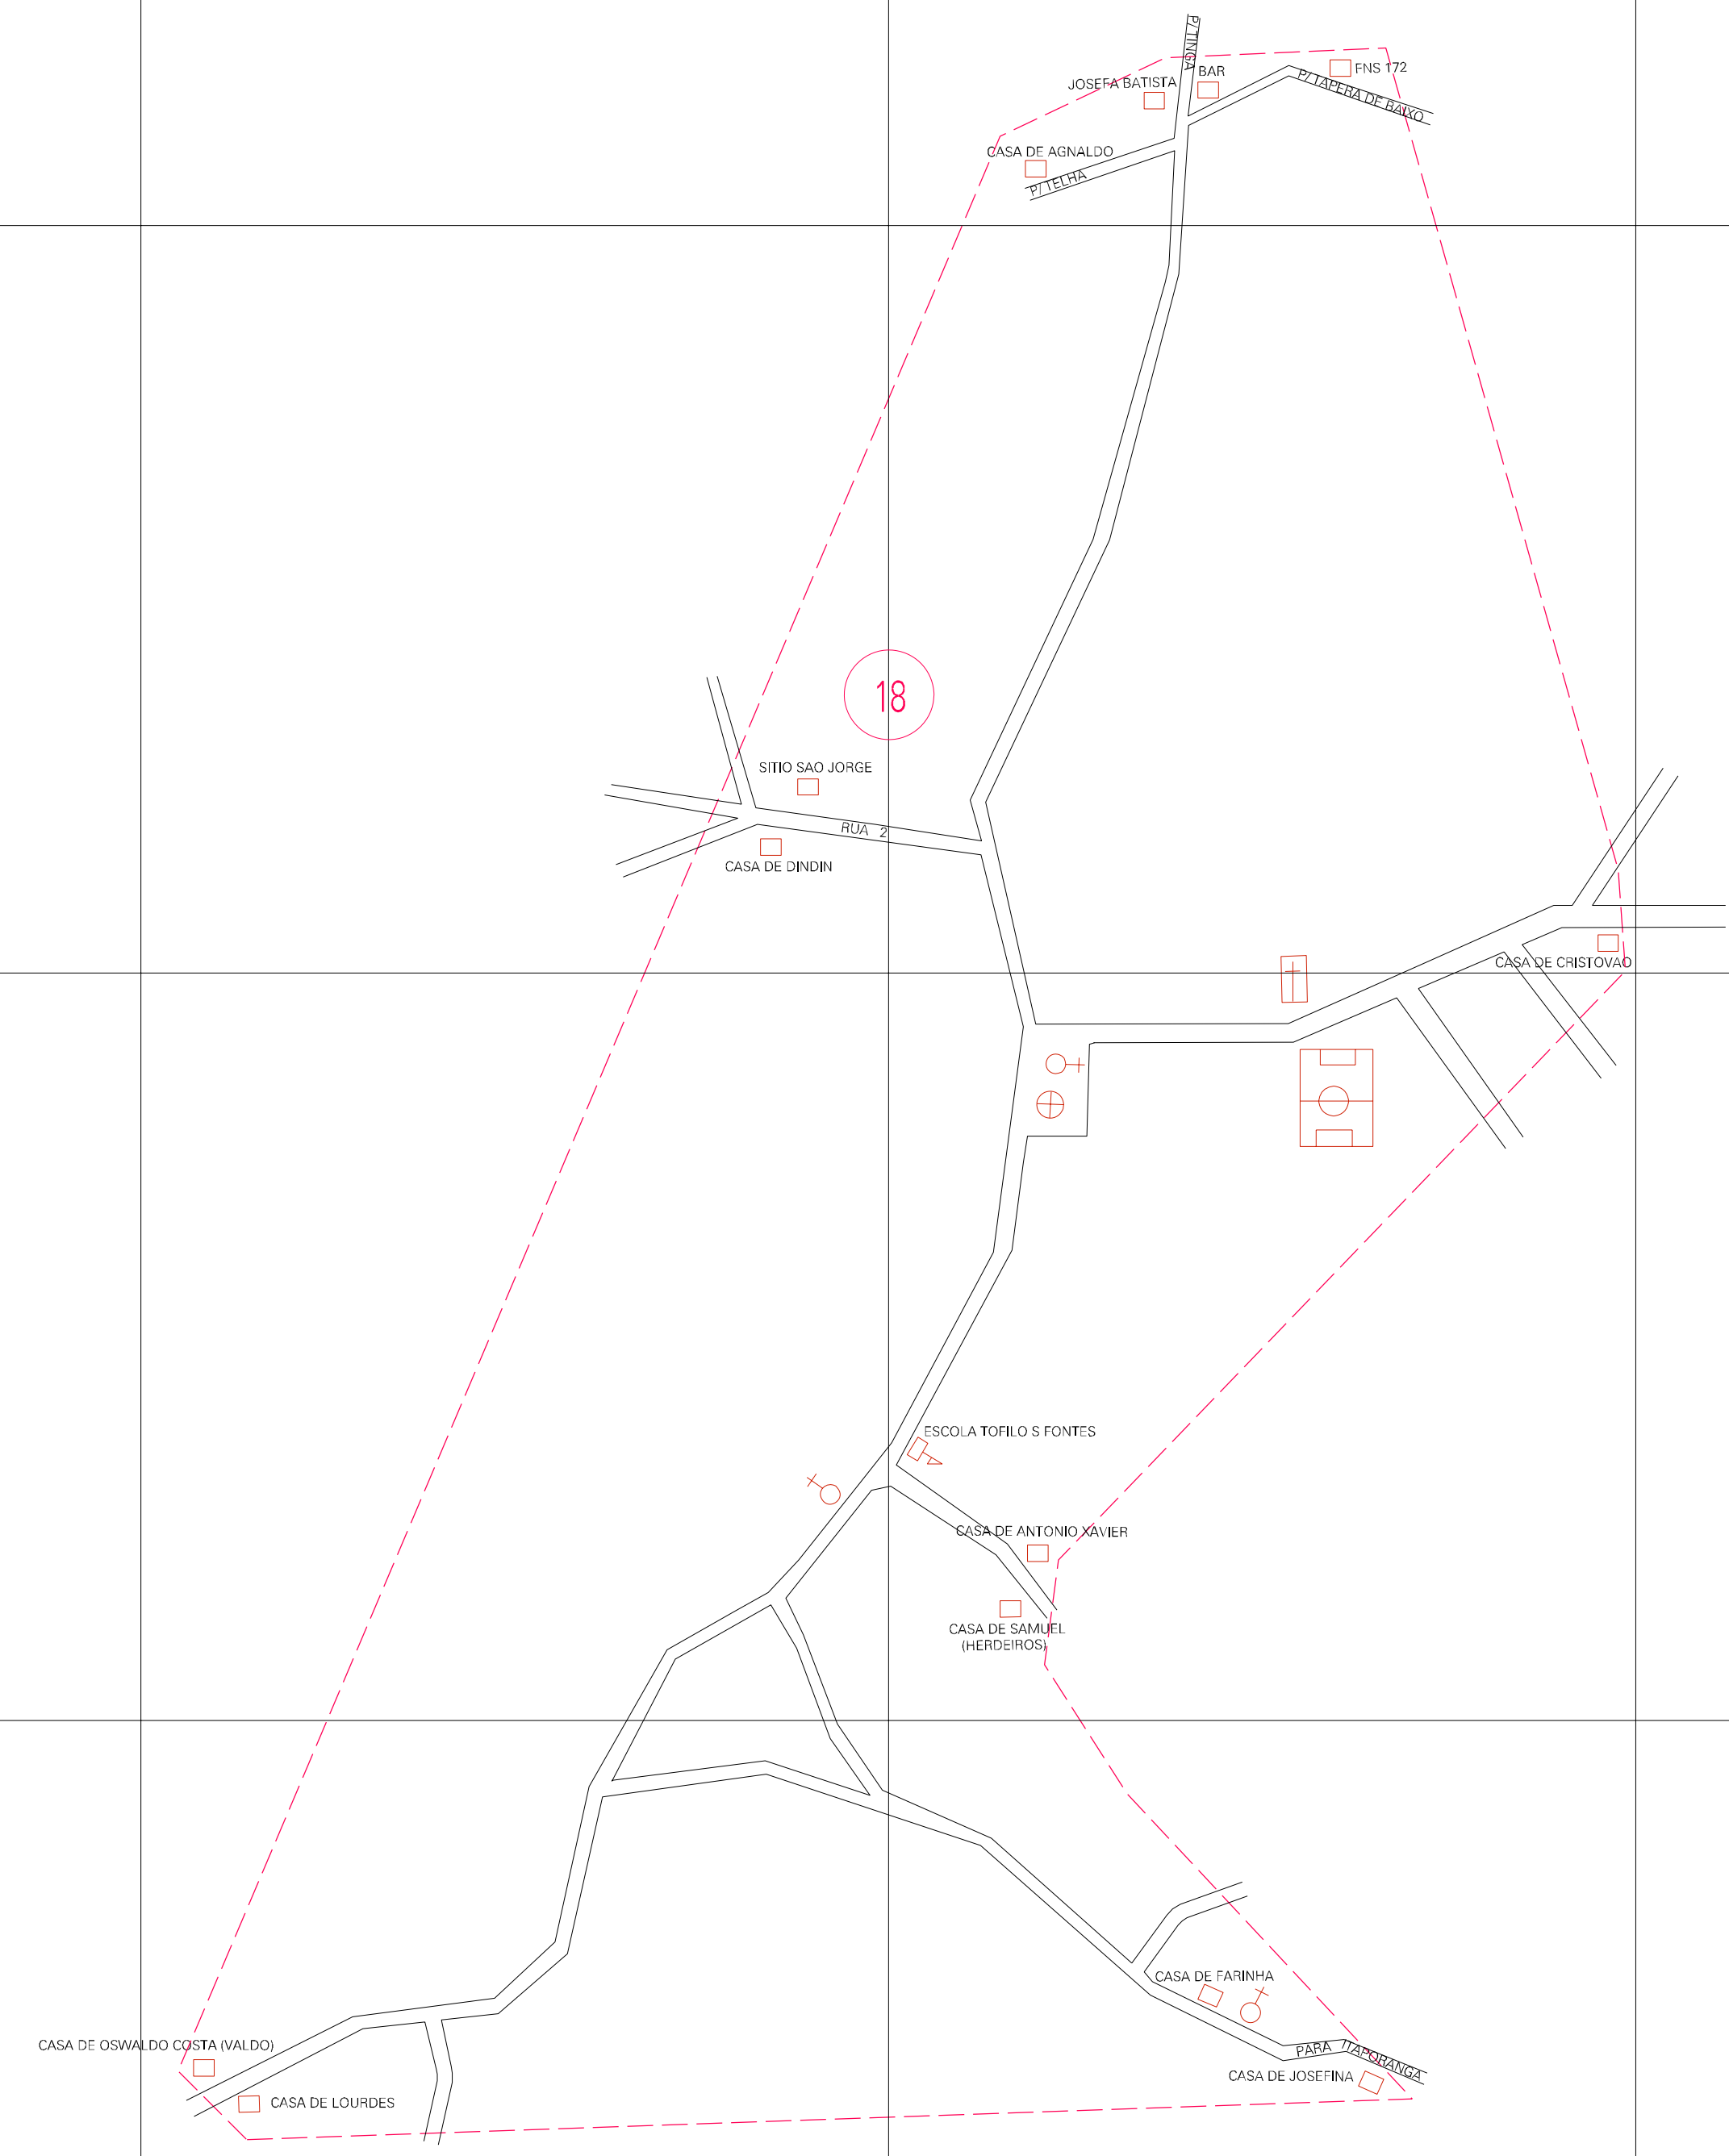 P/ TINGA
BAR
FNS 172
JOSEFA BATISTA
P/ TAPERA DE BAIXO
CASA DE AGNALDO
P/ TELHA
18
SITIO SAO JORGE
RUA 2
CASA DE DINDIN
CASA DE CRISTOVAO
ESCOLA TOFILO S FONTES
CASA DE ANTONIO XAVIER
CASA DE SAMUEL
(HERDEIROS)
CASA DE FARINHA
CASA DE OSWALDO COSTA (VALDO)
PARA ITAPORANGA
CASA DE JOSEFINA
CASA DE LOURDES